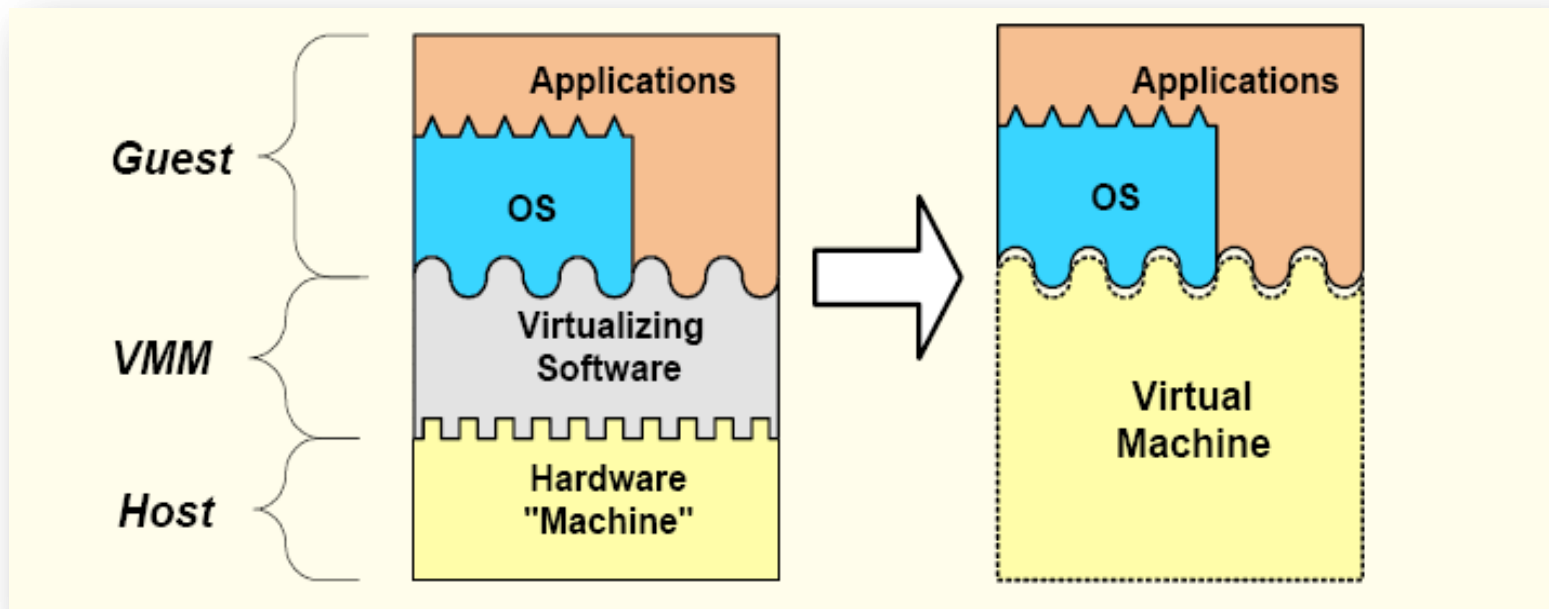 Guest
VMM
Host
Applications
OS
Virtualizing
Software
Hardware
"Machine"
Applications
OS
Virtual
Machine